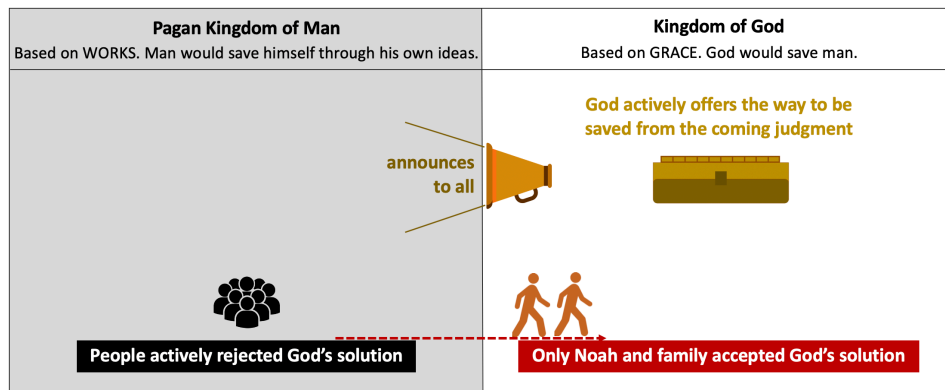 Pagan Kingdom of Man
Based on WORKS. Man would save himself through his own ideas.
Kingdom of God
Based on GRACE. God would save man.
God actively offers the way to be
saved from the coming judgment
announces
to all
People actively rejected God’s solution
Only Noah and family accepted God’s solution